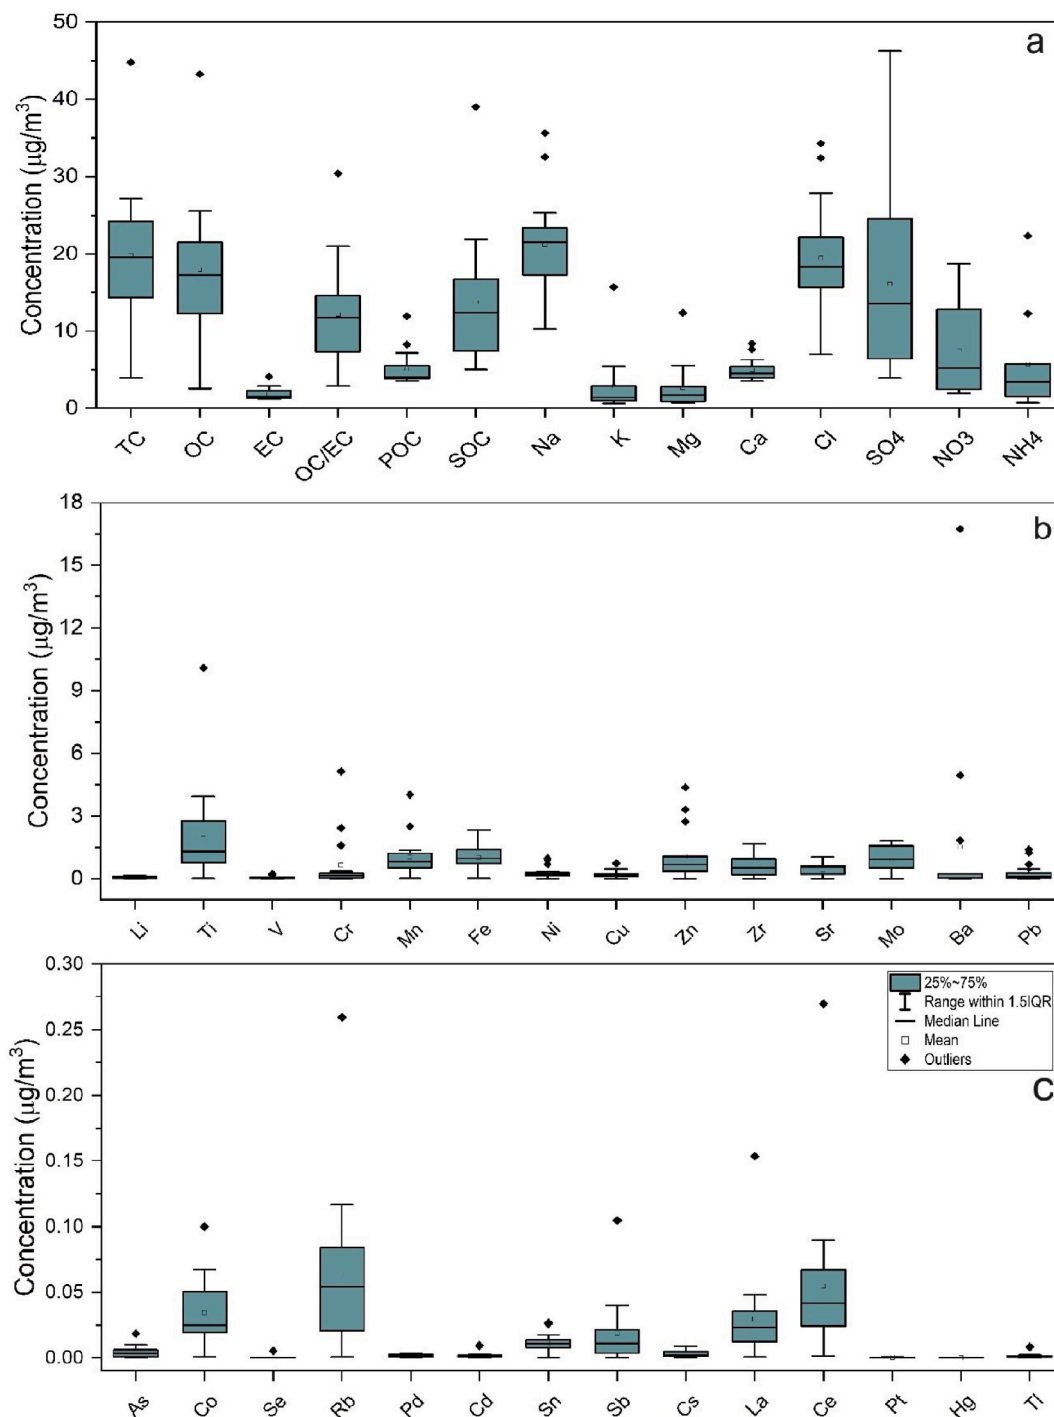 a
Concentration (μg/m³)
50
40
30
20
10
0
TC OC EC OC/EC POC SOC Na K Mg Ca Cl SO4 NO3 NH4
b
Concentration (μg/m³)
18
15
12
9
6
3
0
Li Ti V Cr Mn Fe Ni Cu Zn Zr Sr Mo Ba Pb
C
Concentration (μg/m³)
0.30
0.25
0.20
0.15
0.10
0.05
0.00
25%~75%
Range within 1.5IQR
Median Line
Mean
Outliers
As Co Se Rb Pd Cd Sn Sb Cs La Ce Pt Hg Tl